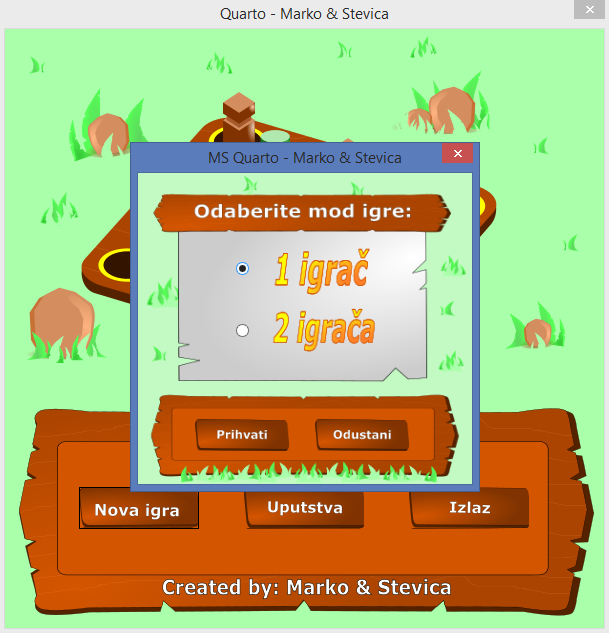 Quarto - Marko & Stevica
MS Quarto - Marko & Stevica
Odaberite mod igre:
1 igrač
2 igrača
Prihvati
Odustani
Nova igra
Uputstva
Izlaz
Created by: Marko & Stevica